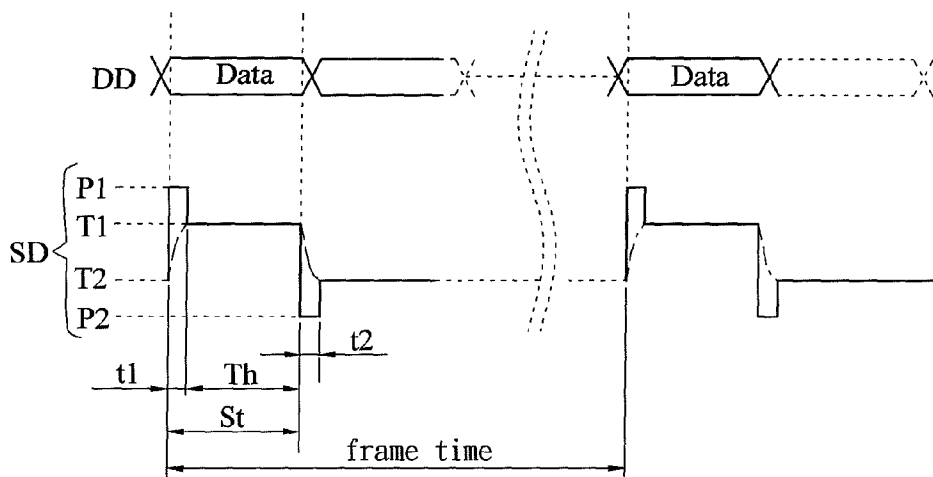 DD
Data
Data
SD
P1
T1
T2
P2
t2
t1
Th
St
frame time